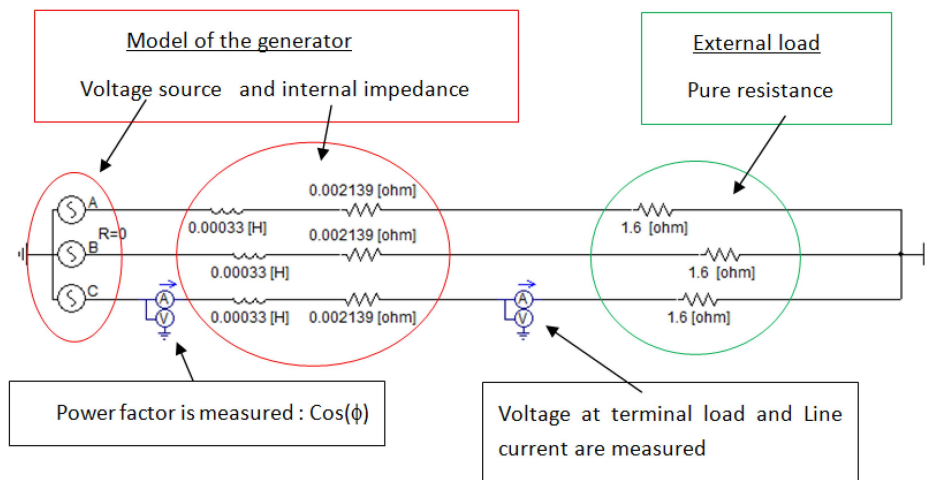 Model of the generator
Voltage source and internal impedance
External load
Pure resistance
A
0.00033 [H]
0.002139 [ohm]
1.6 [ohm]
R=0
B
0.00033 [H]
0.002139 [ohm]
1.6 [ohm]
C
A
V
0.00033 [H]
0.002139 [ohm]
A
V
1.6 [ohm]
Power factor is measured : Cos(ϕ)
Voltage at terminal load and Line
current are measured